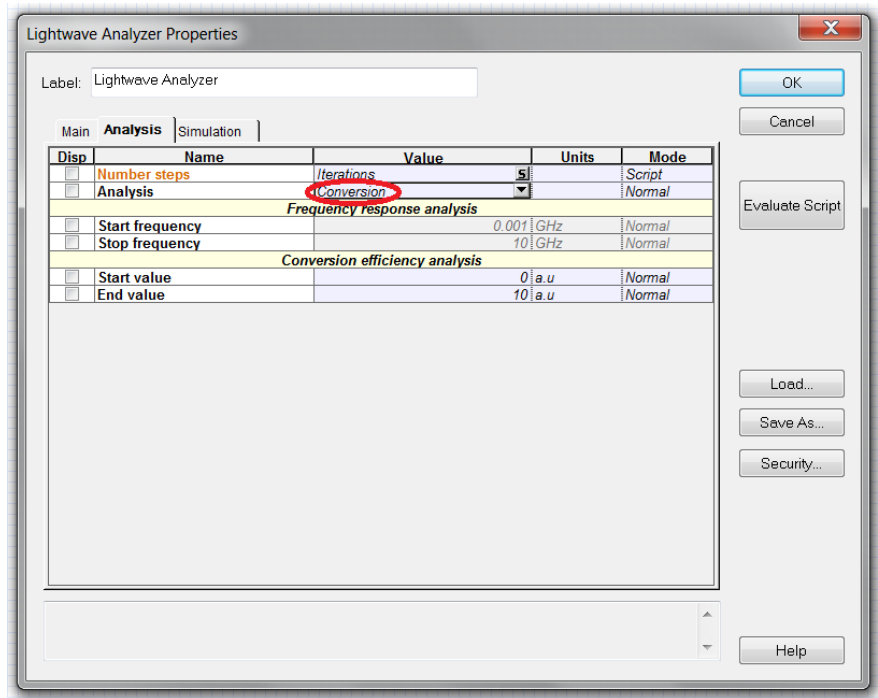 Lightwave Analyzer Properties
X
Label: Lightwave Analyzer
OK
Cancel
Main Analysis Simulation
Disp Name Value Units Mode
Number steps Iterations S Script
Analysis Conversion Normal
Evaluate Script
Frequency response analysis
Start frequency 0.001 GHz Normal
Stop frequency 10 GHz Normal
Conversion efficiency analysis
Start value 0 a.u Normal
End value 10 a.u Normal
Load...
Save As...
Security...
Help